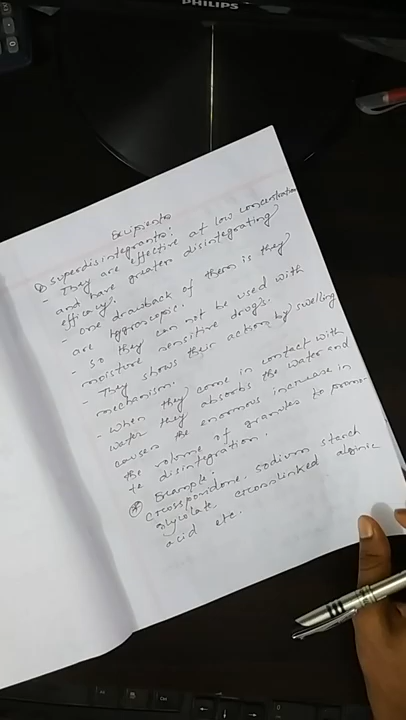 PHILIPS
Excipients
Superdisintegrants:
- They are effective at low concentration
and have greater disintegrating
efficacy.
- One drawback of them is they
are hygroscopic.
- So they can not be used with
moisture sensitive drugs.
- They shows their action by swelling
mechanism.
- When they come in contact with
water they absorbs the water and
causes the enormous increase in
the volume of granules to promo-
te disintegration.
Example:
Crosspovidone, sodium starch
glycolate, crosslinked alginic
acid etc.